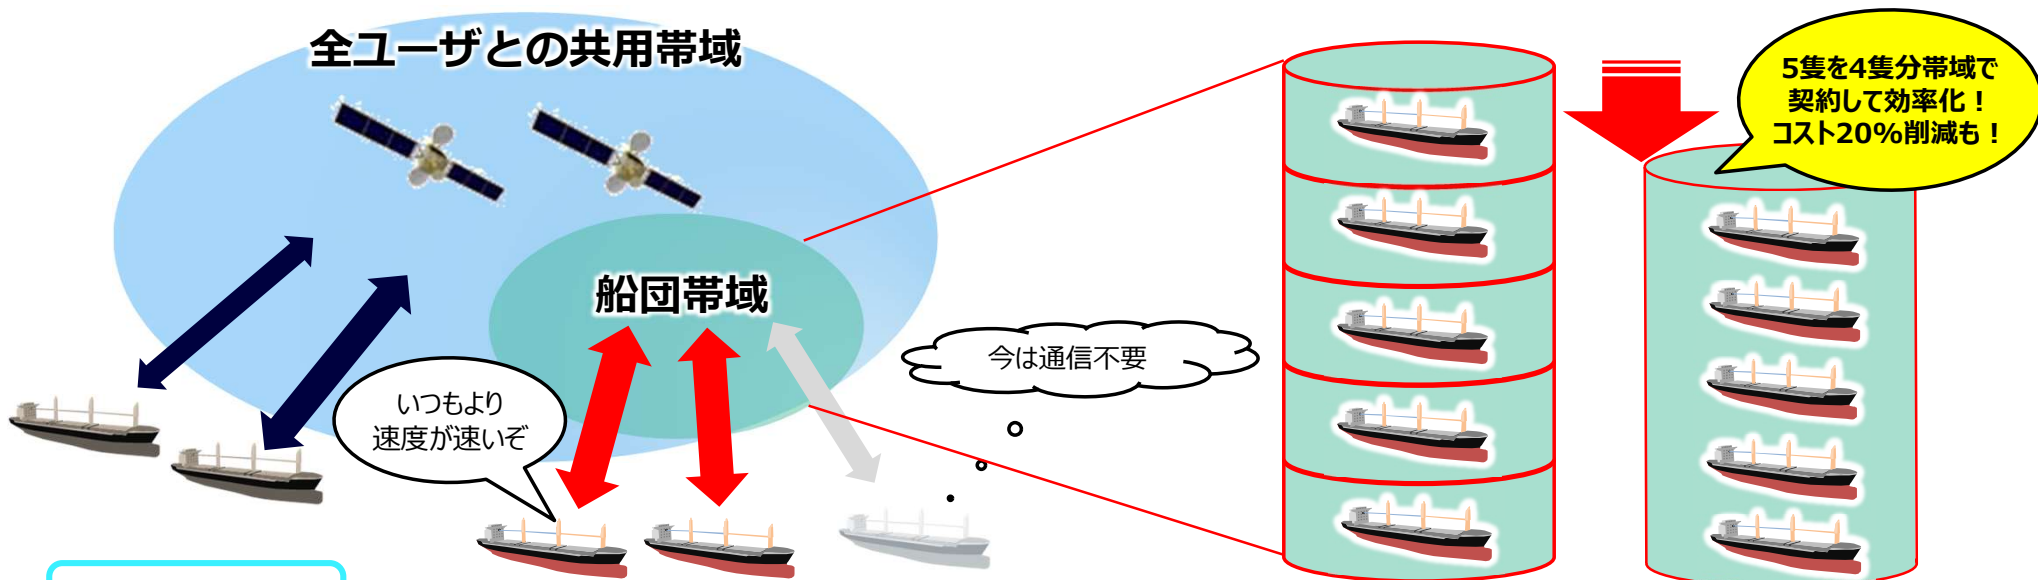 全ユーザとの共用帯域
船団帯域
いつもより
速度が速いぞ
今は通信不要
5隻を4隻分帯域で
契約して効率化！
コスト20%削減も！